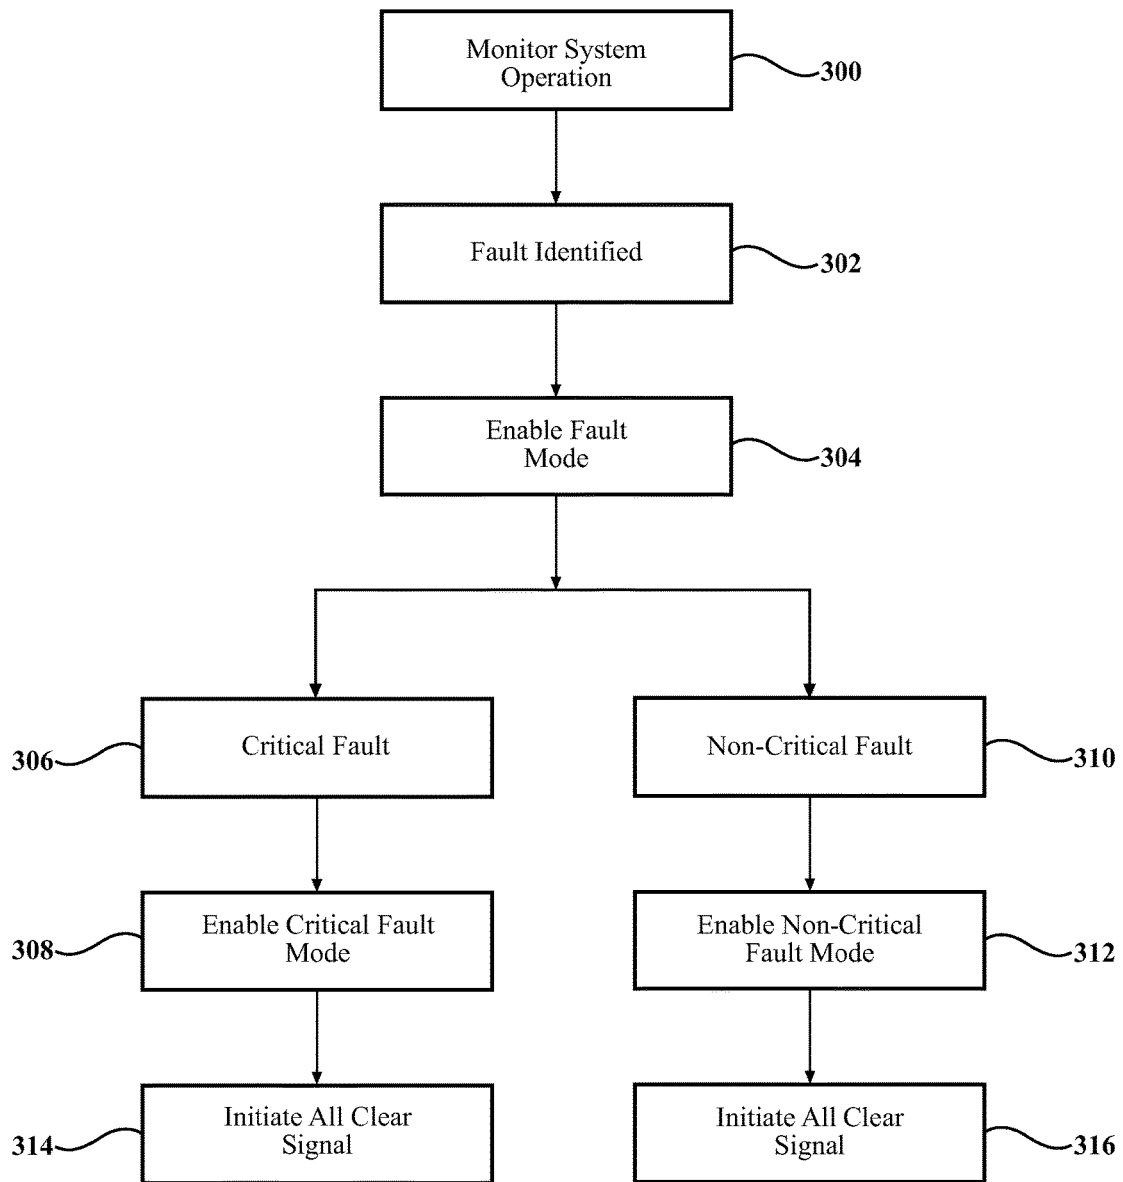 Monitor System
Operation
300
Fault Identified
302
Enable Fault
Mode
304
Critical Fault
306
Non-Critical Fault
310
Enable Critical Fault
Mode
308
Enable Non-Critical
Fault Mode
312
Initiate All Clear
Signal
314
Initiate All Clear
Signal
316